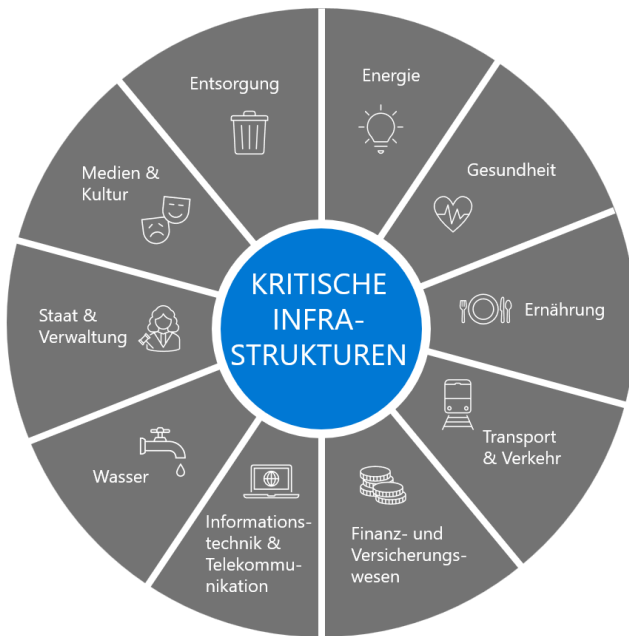 KRITISCHE
INFRA-
STRUKTUREN
Energie
Gesundheit
Ernährung
Transport
& Verkehr
Finanz- und
Versicherungs-
wesen
Informations-
technik &
Telekommu-
nikation
Wasser
Staat &
Verwaltung
Medien &
Kultur
Entsorgung